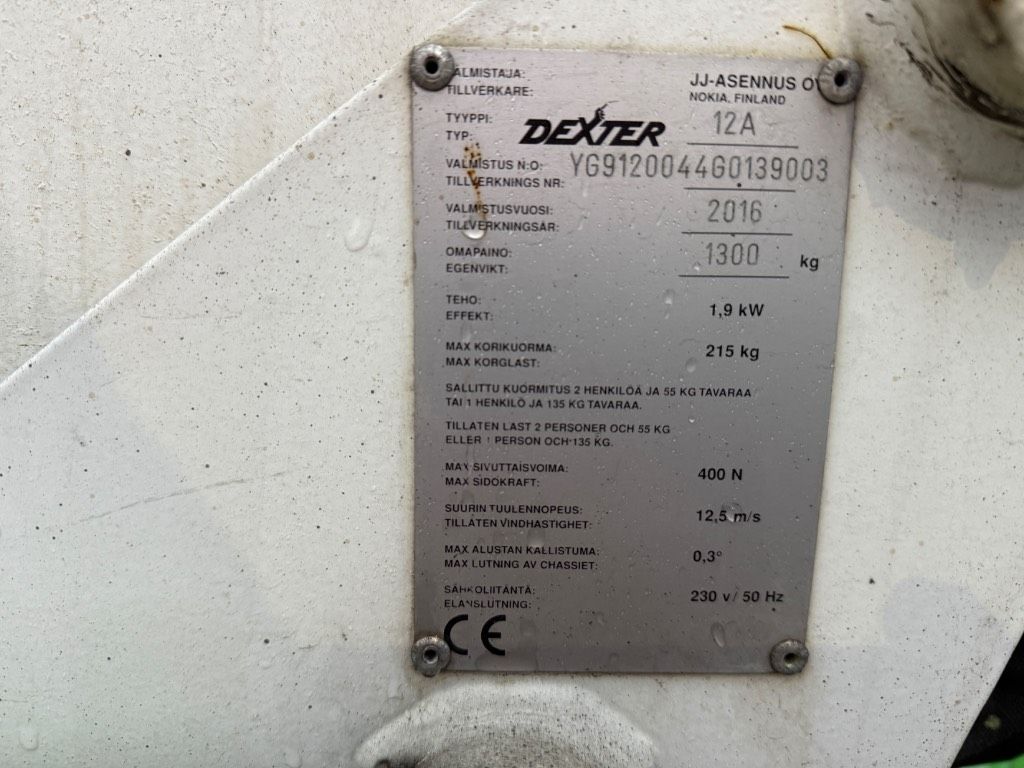 VALMISTAJA: JJ-ASENNUS OY
TILLVERKARE: NOKIA, FINLAND
TYYPPI: DEXTER 12A
TYP:
VALMISTUS N:O: YG9120044G0139003
TILLVERKNINGS NR:
VALMISTUSVUOSI: 2016
TILLVERKNINGSÅR:
OMAPAINO: 1300 kg
EGENVIKT:
TEHO: 1,9 kW
EFFEKT:
MAX KORIKUORMA: 215 kg
MAX KORGLAST:
SALLITTU KUORMITUS 2 HENKILÖÄ JA 55 KG TAVARAA
TAI 1 HENKILÖ JA 135 KG TAVARAA.
TILLÅTEN LAST 2 PERSONER OCH 55 KG
ELLER 1 PERSON OCH 135 KG.
MAX SIVUTTAISVOIMA: 400 N
MAX SIDOKRAFT:
SUURIN TUULENNOPEUS: 12,5 m/s
TILLÅTEN VINDHASTIGHET:
MAX ALUSTAN KALLISTUMA: 0,3°
MAX LUTNING AV CHASSIET:
SÄHKÖLIITÄNTÄ: 230 v / 50 Hz
ELANSLUTNING:
CE